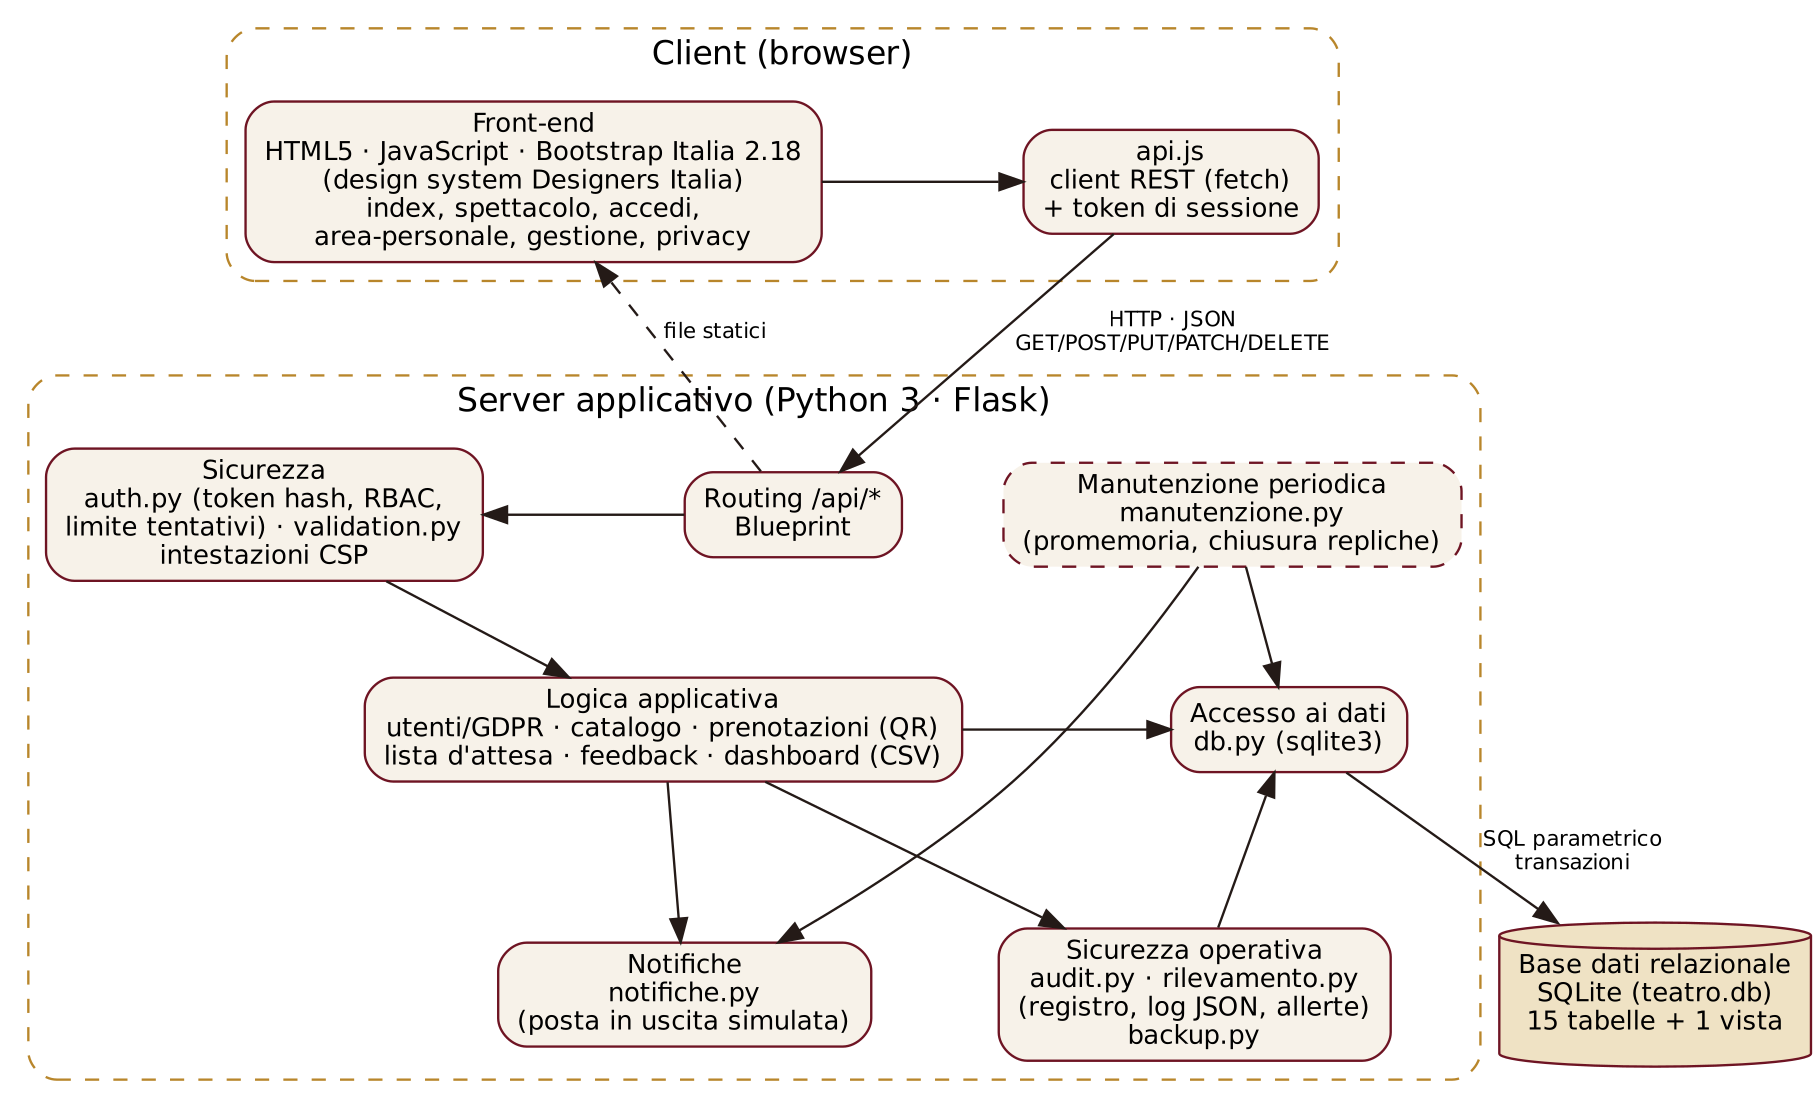 Client (browser)
Front-end
HTML5 · JavaScript · Bootstrap Italia 2.18
(design system Designers Italia)
index, spettacolo, accedi,
area-personale, gestione, privacy
api.js
client REST (fetch)
+ token di sessione
file statici
HTTP · JSON
GET/POST/PUT/PATCH/DELETE
Server applicativo (Python 3 · Flask)
Sicurezza
auth.py (token hash, RBAC,
limite tentativi) · validation.py
intestazioni CSP
Routing /api/*
Blueprint
Manutenzione periodica
manutenzione.py
(promemoria, chiusura repliche)
Logica applicativa
utenti/GDPR · catalogo · prenotazioni (QR)
lista d'attesa · feedback · dashboard (CSV)
Accesso ai dati
db.py (sqlite3)
SQL parametrico
transazioni
Notifiche
notifiche.py
(posta in uscita simulata)
Sicurezza operativa
audit.py · rilevamento.py
(registro, log JSON, allerte)
backup.py
Base dati relazionale
SQLite (teatro.db)
15 tabelle + 1 vista